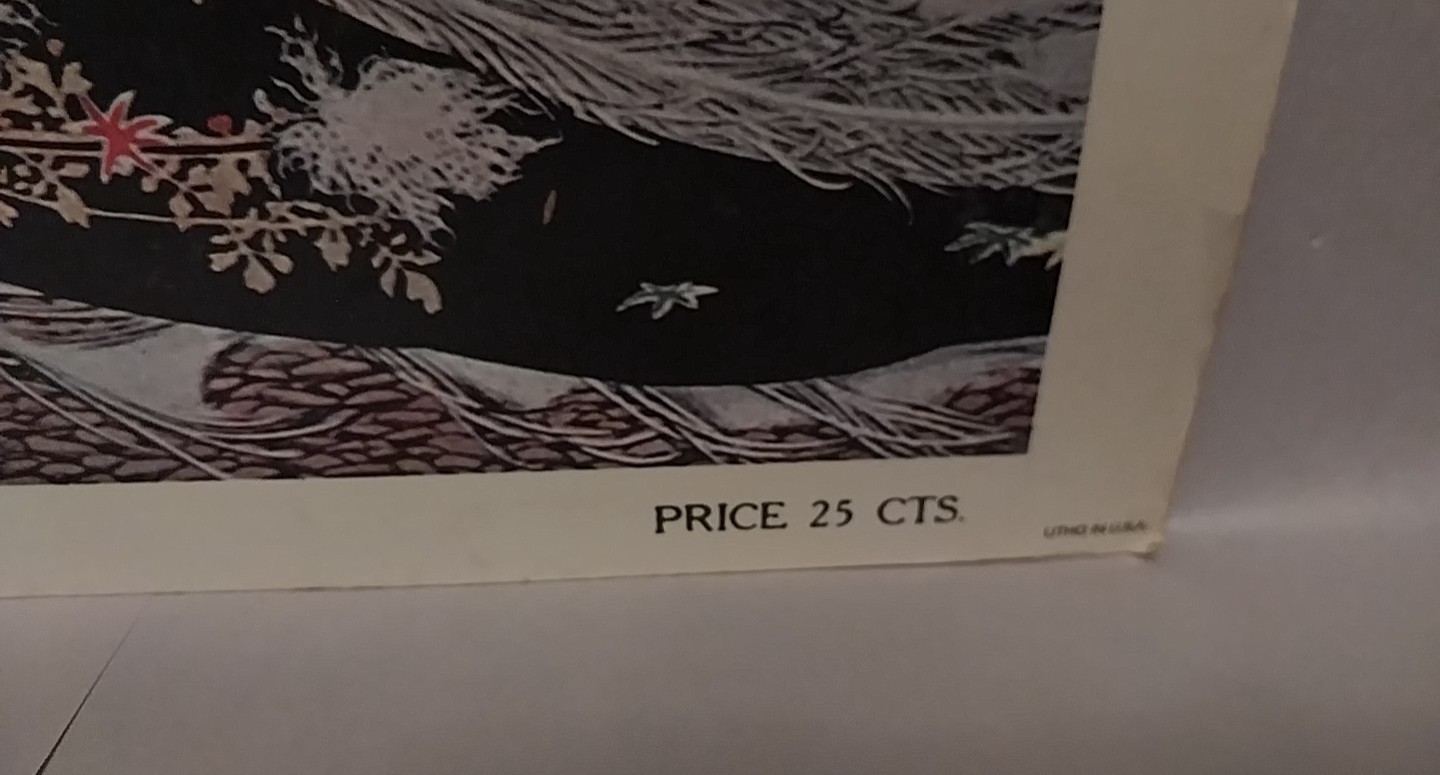 PRICE 25 CTS.
LITHO IN U.S.A.